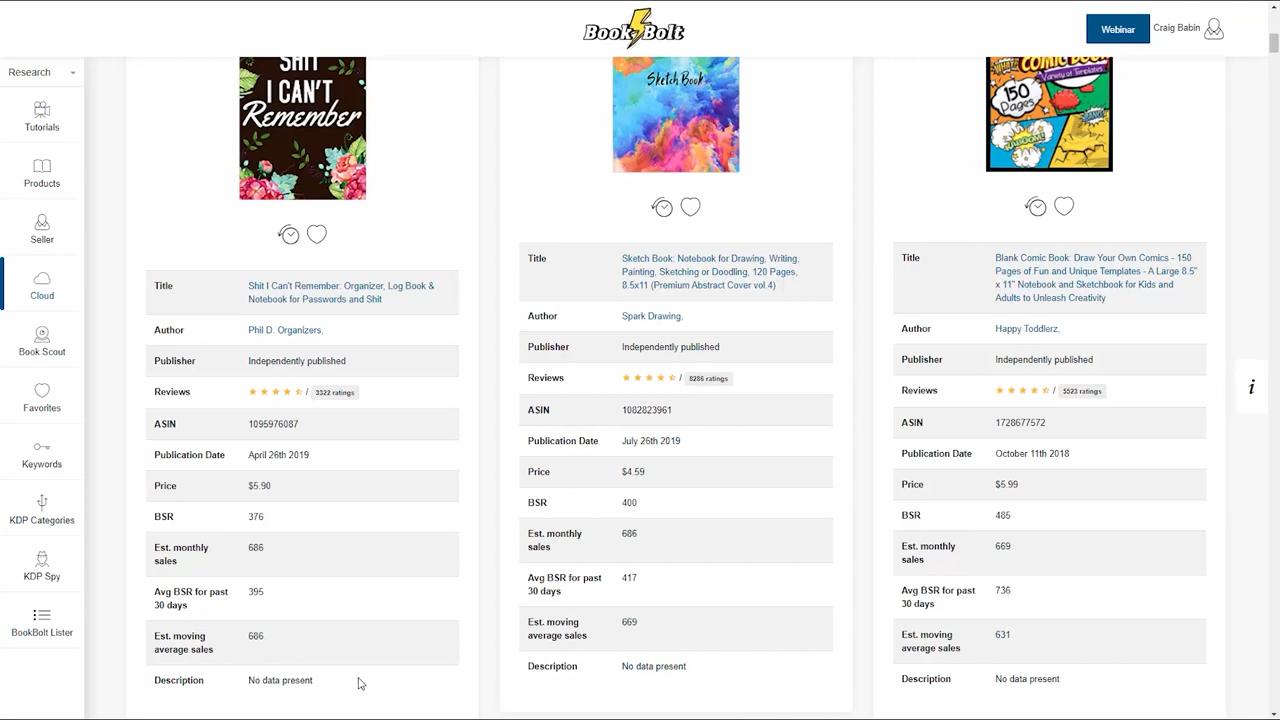 Book Bolt
Webinar
Craig Babin
Research
Tutorials
Products
Seller
Cloud
Book Scout
Favorites
Keywords
KDP Categories
KDP Spy
BookBolt Lister
SHIT
I CAN'T
Remember
Title
Shit I Can't Remember: Organizer, Log Book &
Notebook for Passwords and Shit
Author
Phil D. Organizers,
Publisher
Independently published
Reviews
/ 3322 ratings
ASIN
1095976087
Publication Date
April 26th 2019
Price
$5.90
BSR
376
Est. monthly
sales
686
Avg BSR for past
30 days
395
Est. moving
average sales
686
Description
No data present
Sketch Book
Title
Sketch Book: Notebook for Drawing, Writing,
Painting, Sketching or Doodling, 120 Pages,
8.5x11 (Premium Abstract Cover vol.4)
Author
Spark Drawing,
Publisher
Independently published
Reviews
/ 8286 ratings
ASIN
1082823961
Publication Date
July 26th 2019
Price
$4.59
BSR
400
Est. monthly
sales
686
Avg BSR for past
30 days
417
Est. moving
average sales
669
Description
No data present
WHAT!
COMIC BOOK
Variety of Templates
150
Pages
Title
Blank Comic Book: Draw Your Own Comics - 150
Pages of Fun and Unique Templates - A Large 8.5"
x 11" Notebook and Sketchbook for Kids and
Adults to Unleash Creativity
Author
Happy Toddlerz,
Publisher
Independently published
Reviews
/ 5523 ratings
ASIN
1728677572
Publication Date
October 11th 2018
Price
$5.99
BSR
485
Est. monthly
sales
669
Avg BSR for past
30 days
736
Est. moving
average sales
631
Description
No data present
i